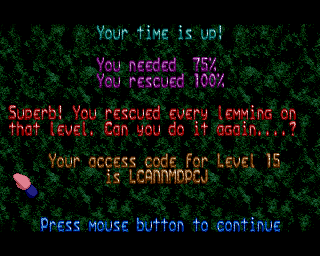 Your time is up!
You needed 75%
You rescued 100%
Superb! You rescued every lemming on
that level. Can you do it again....?
Your access code for Level 15
is LCANNMDPCJ
Press mouse button to continue